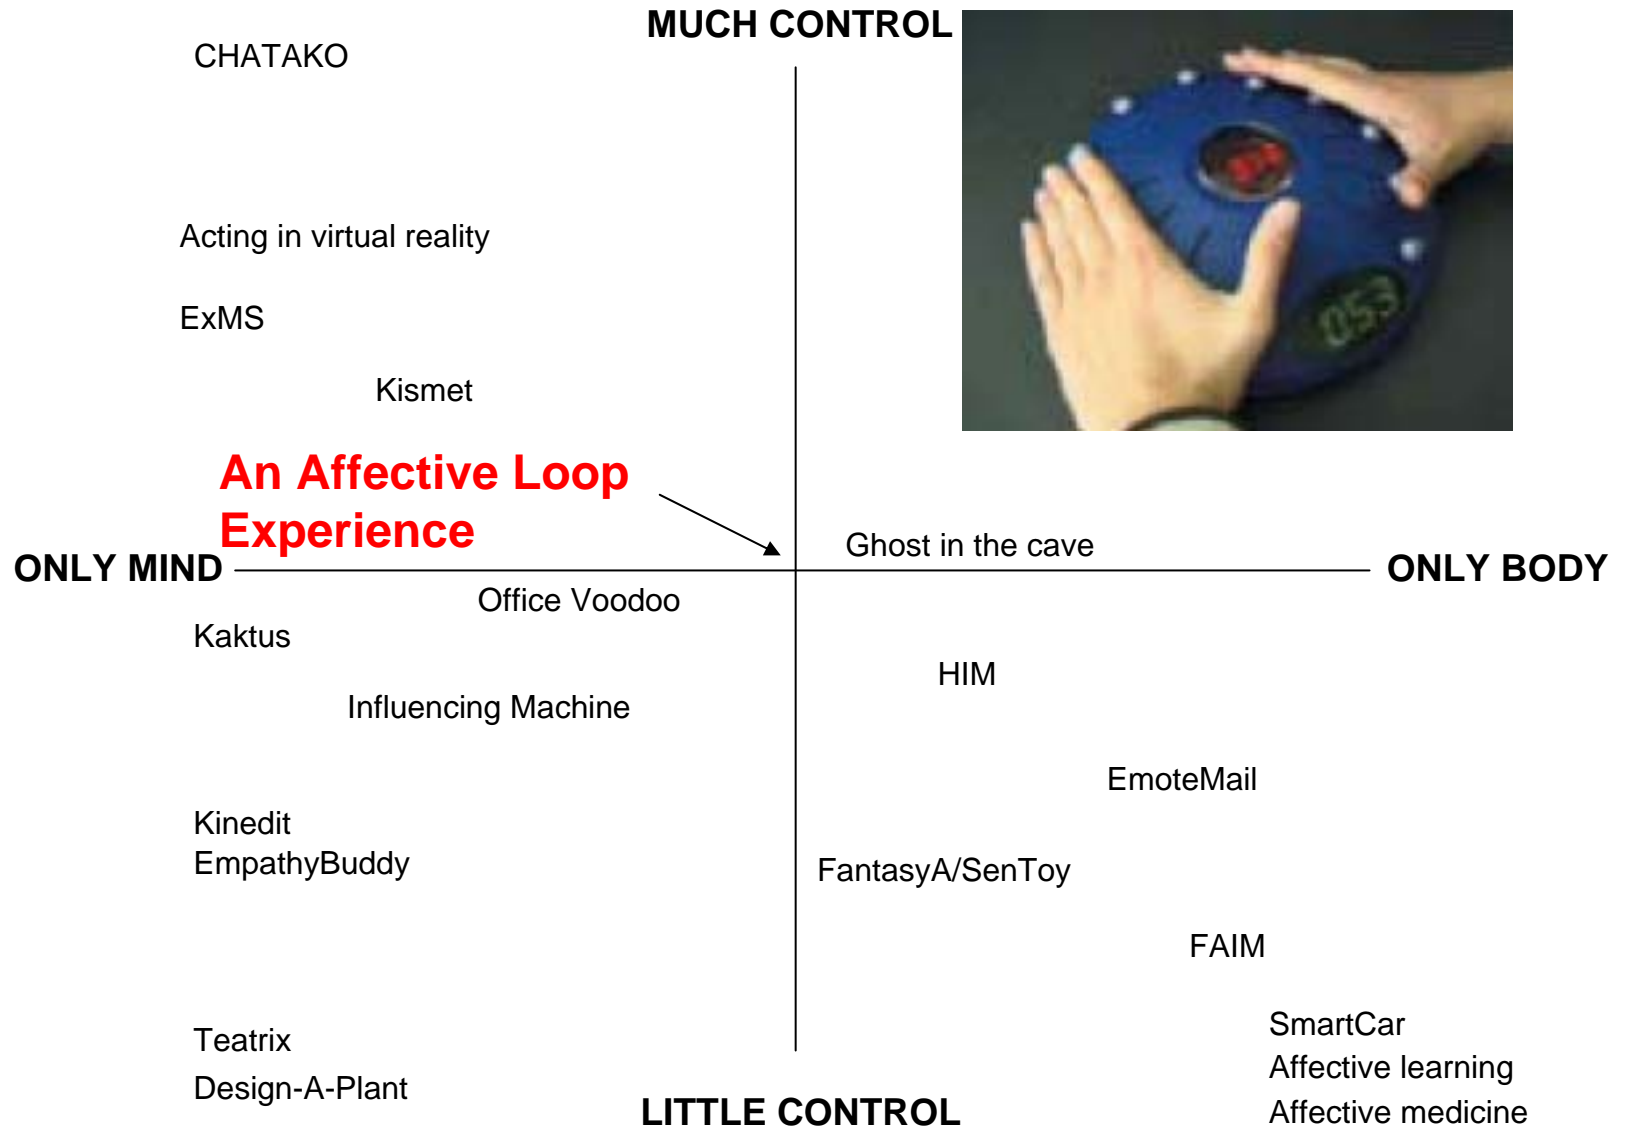 MUCH CONTROL
CHATAKO
Acting in virtual reality
ExMS
053
Kismet
An Affective Loop
Experience
Ghost in the cave
ONLY MIND
ONLY BODY
Office Voodoo
Kaktus
HIM
Influencing Machine
EmoteMail
Kinedit
EmpathyBuddy
FantasyA/SenToy
FAIM
SmartCar
Teatrix
Affective learning
Design-A-Plant
LITTLE CONTROL
Affective medicine